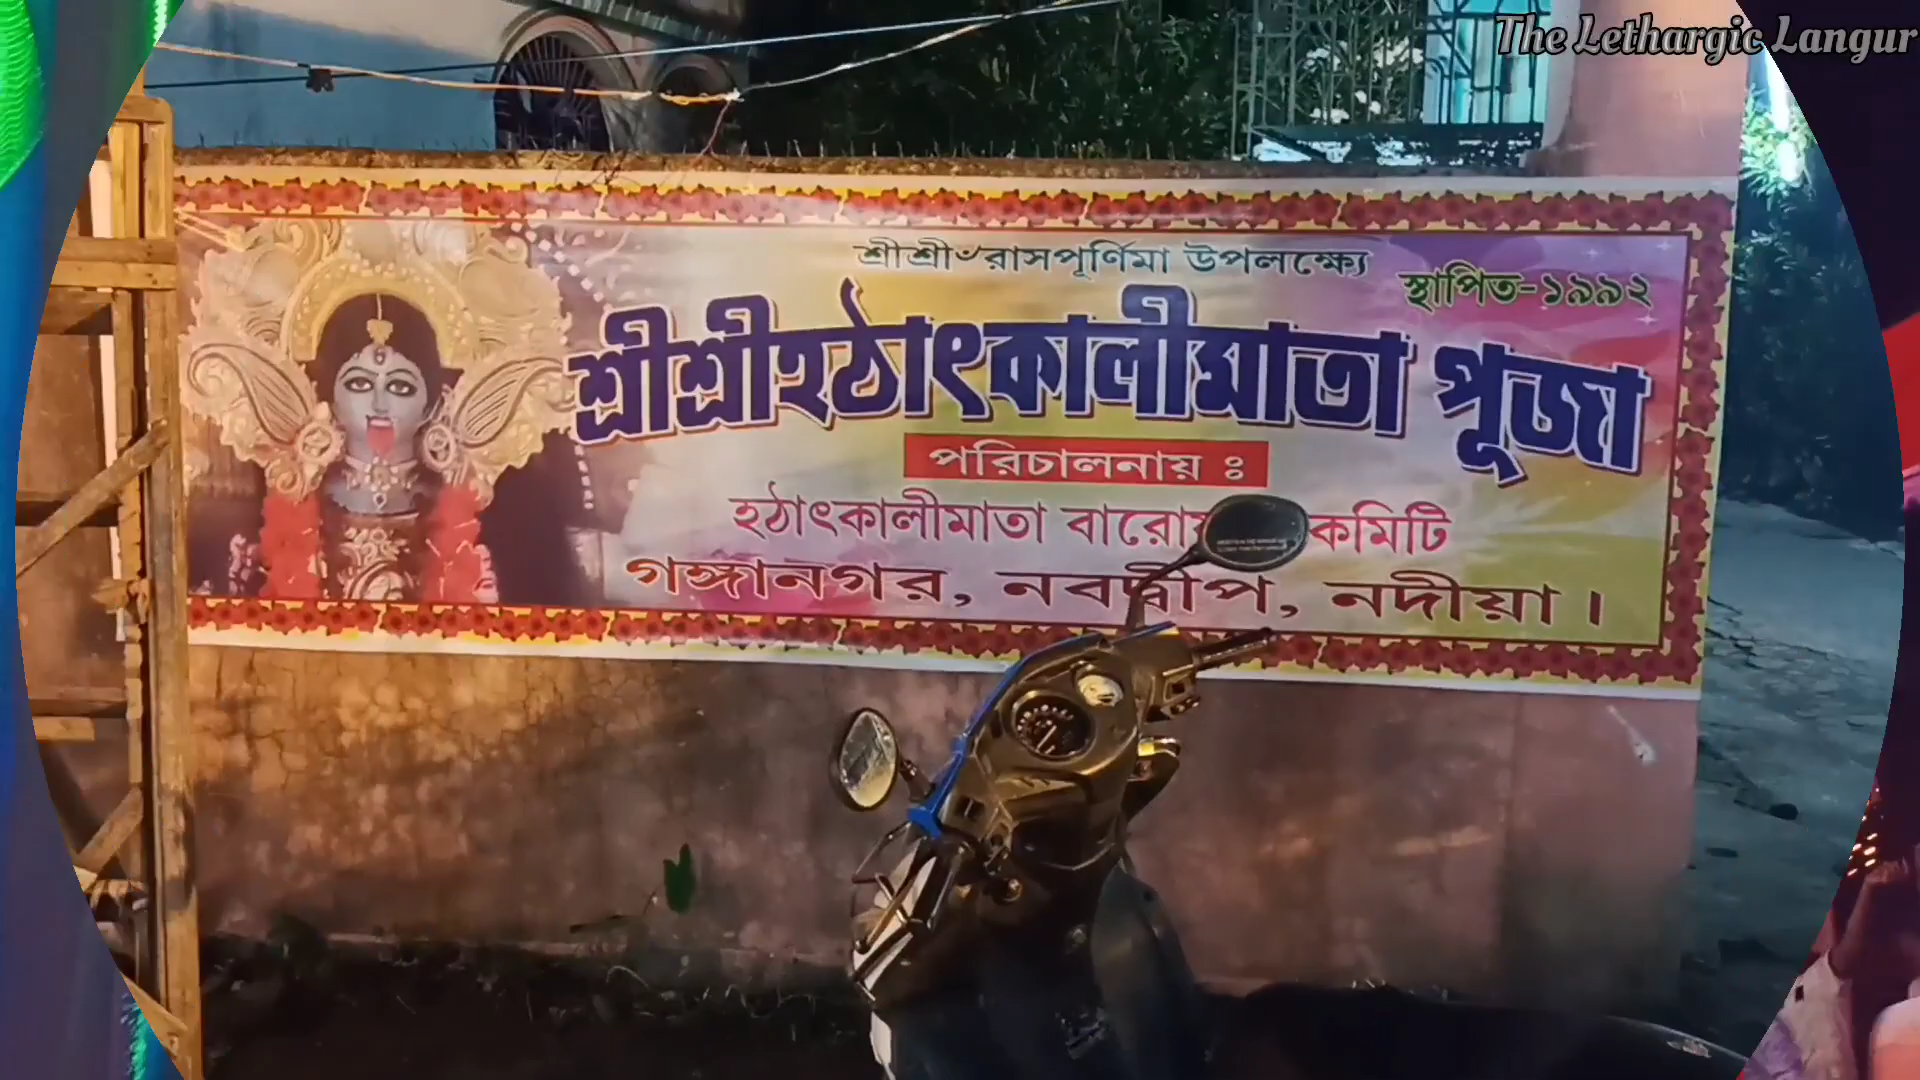 The Lethargic Langur
শ্রীশ্রীঁরাসপূর্ণিমা উপলক্ষ্যে
স্থাপিত-১৯৯২
শ্রীশ্রীহঠাৎকালীমাতা পূজা
পরিচালনায় ঃ
হঠাৎকালীমাতা কমিটি
গঙ্গানগর, নবদ্বীপ, নদীয়া।